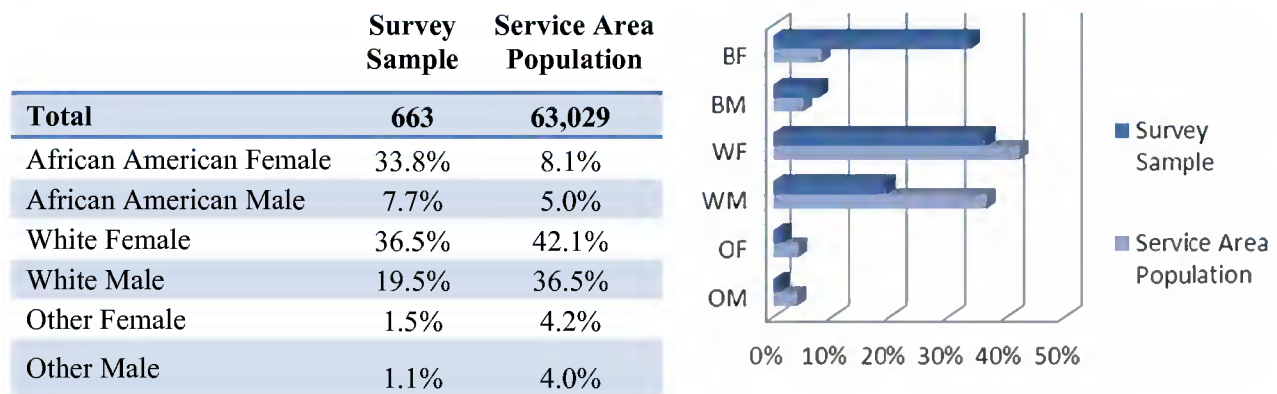 Survey Sample Service Area Population
Total 663 63,029
African American Female 33.8% 8.1%
African American Male 7.7% 5.0%
White Female 36.5% 42.1%
White Male 19.5% 36.5%
Other Female 1.5% 4.2%
Other Male 1.1% 4.0%
BF
BM
WF
WM
OF
OM
0% 10% 20% 30% 40% 50%
Survey
Sample
Service Area
Population